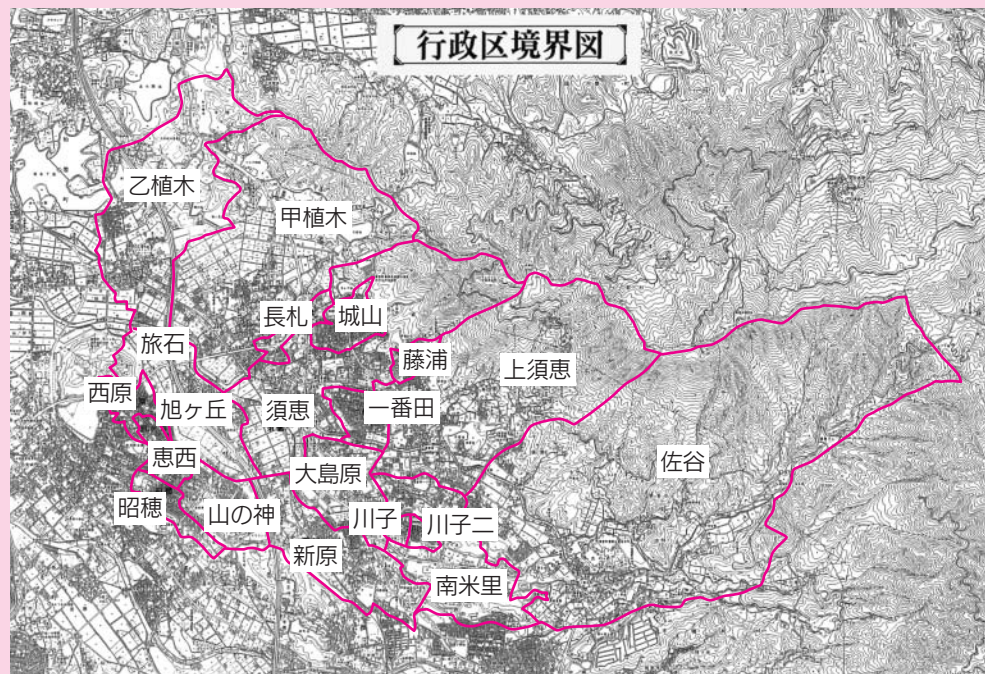 行政区境界図
乙植木
甲植木
長札
城山
旅石
藤浦
上須恵
西原
旭ヶ丘
須恵
一番田
恵西
大島原
佐谷
昭穂
山の神
川子
川子二
新原
南米里